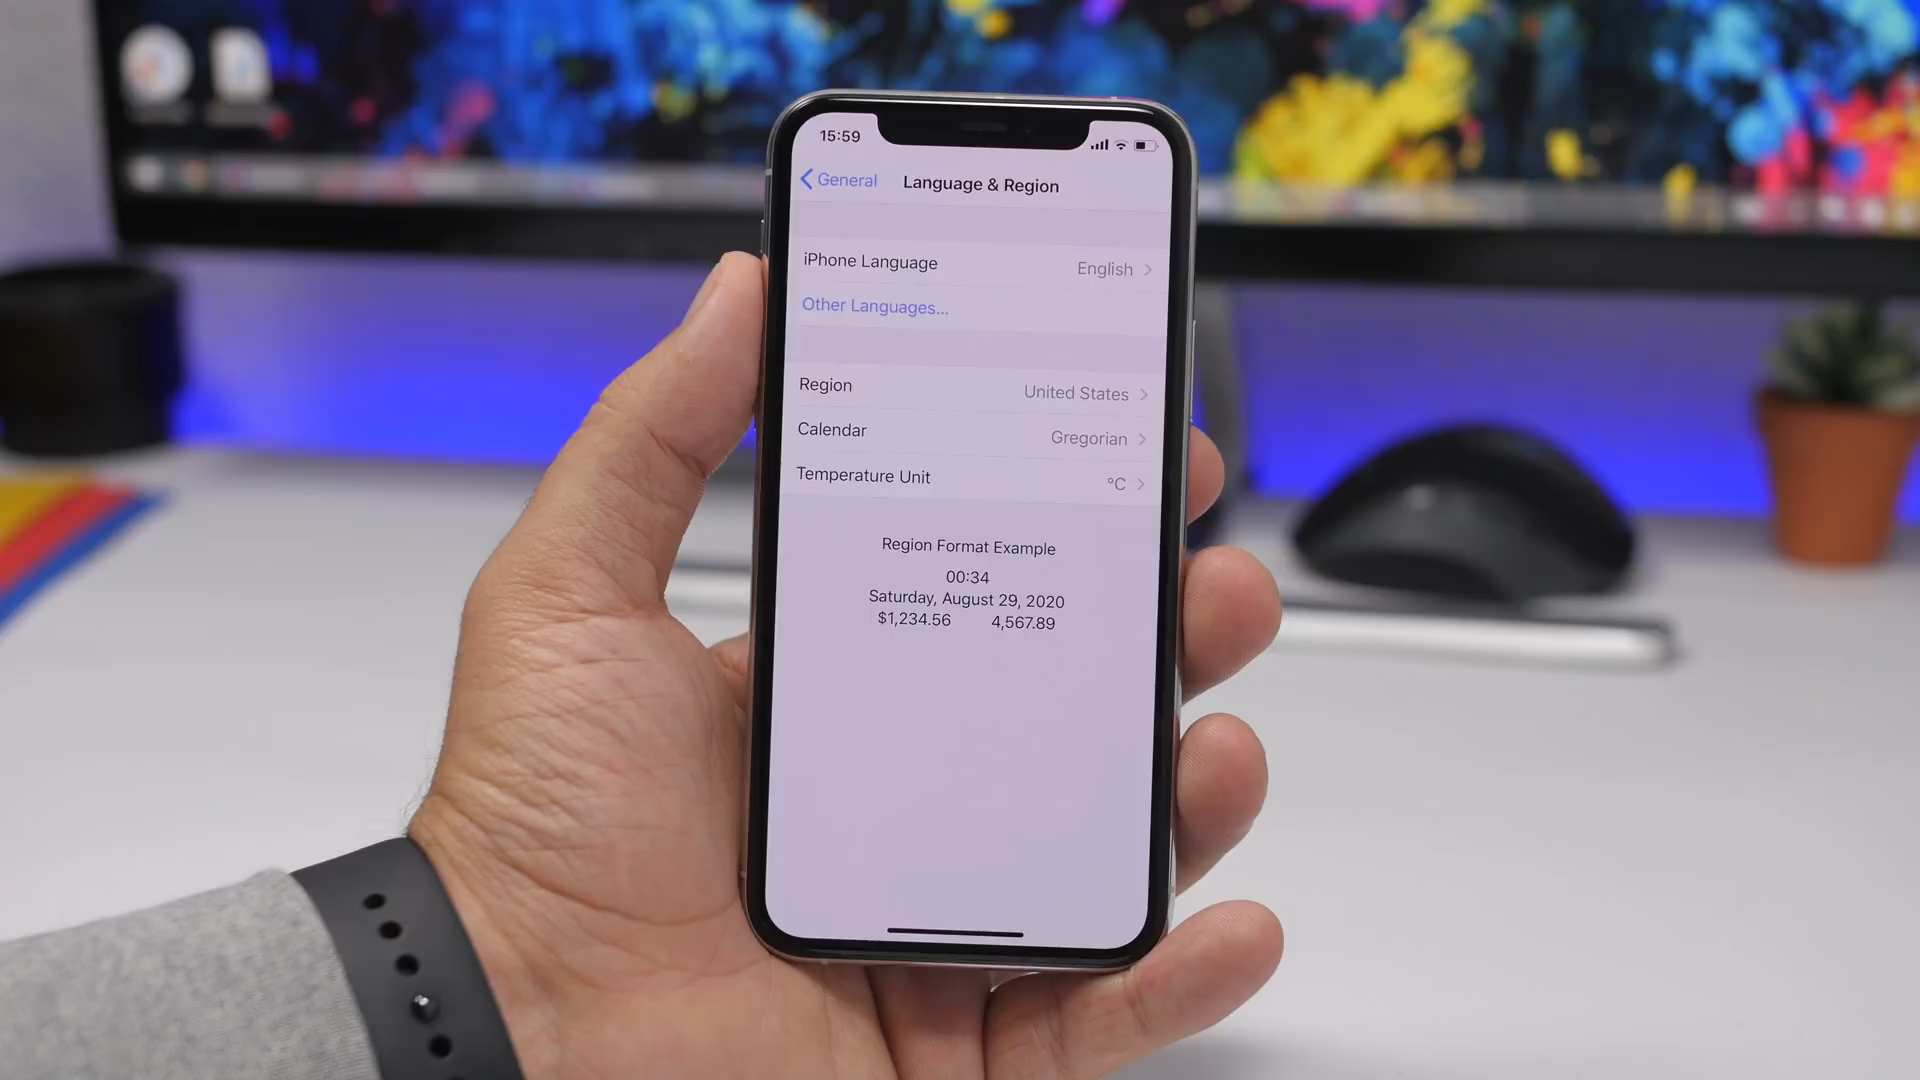 15:59
General
Language & Region
iPhone Language English
Other Languages...
Region United States
Calendar Gregorian
Temperature Unit °C
Region Format Example
00:34
Saturday, August 29, 2020
$1,234.56 4,567.89